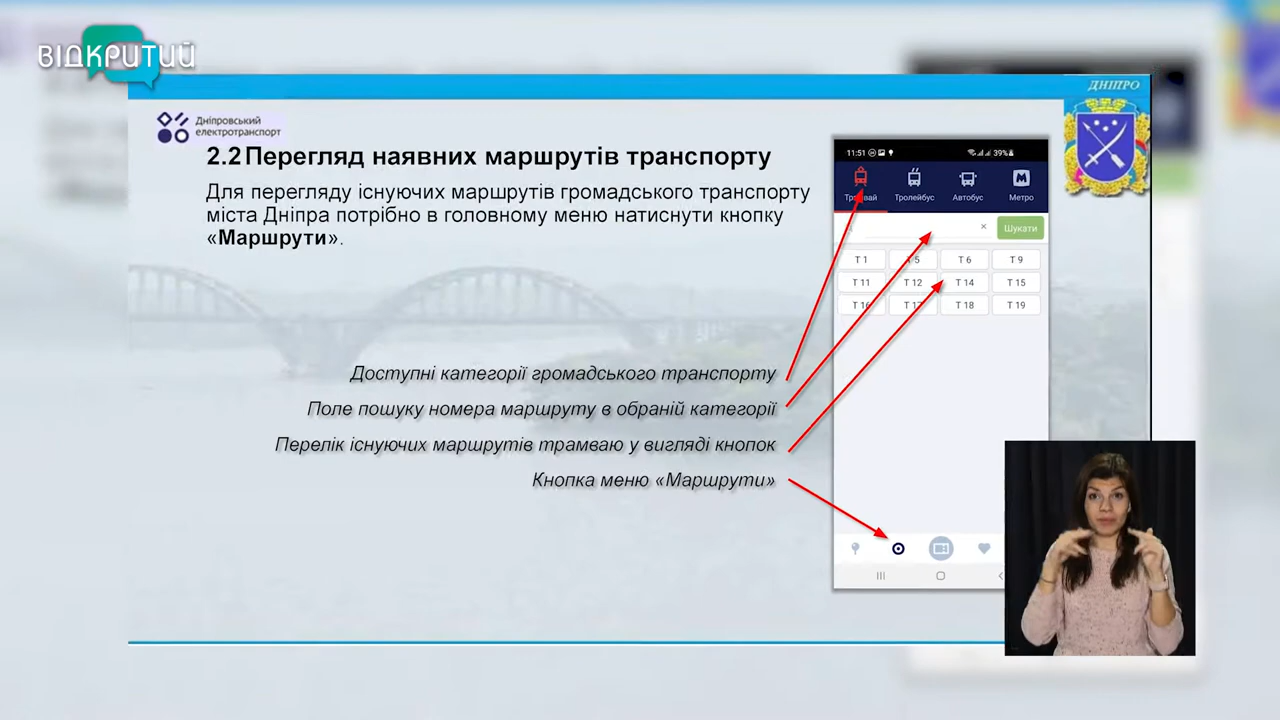 ВІДКРИТИЙ
ДНІПРО
Дніпровський
електротранспорт
2.2 Перегляд наявних маршрутів транспорту
Для перегляду існуючих маршрутів громадського транспорту
міста Дніпра потрібно в головному меню натиснути кнопку
«Маршрути».
11:51 39%
Трамвай Тролейбус Автобус Метро
Шукати
Т 1 Т 5 Т 6 Т 9
Т 11 Т 12 Т 14 Т 15
Т 16 Т 17 Т 18 Т 19
Доступні категорії громадського транспорту
Поле пошуку номера маршруту в обраній категорії
Перелік існуючих маршрутів трамваю у вигляді кнопок
Кнопка меню «Маршрути»